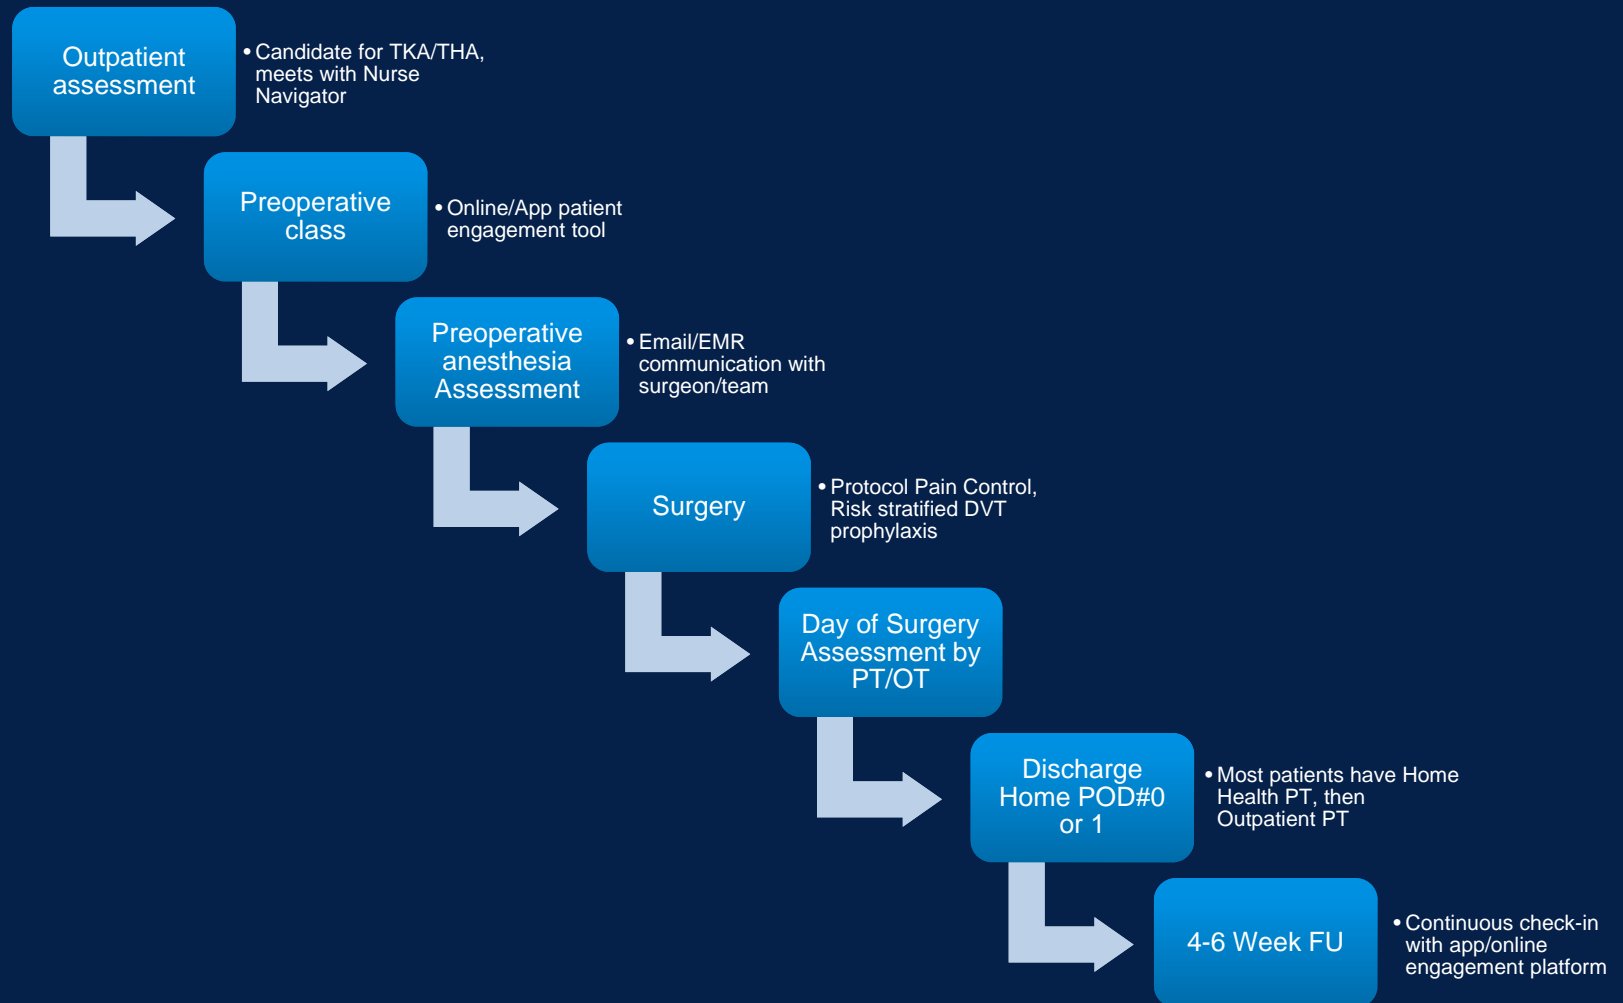 Outpatient
assessment
• Candidate for TKA/THA,
meets with Nurse
Navigator
Preoperative
class
• Online/App patient
engagement tool
Preoperative
anesthesia
Assessment
• Email/EMR
communication with
surgeon/team
Surgery
• Protocol Pain Control,
Risk stratified DVT
prophylaxis
Day of Surgery
Assessment by
PT/OT
Discharge
Home POD#0
or 1
• Most patients have Home
Health PT, then
Outpatient PT
4-6 Week FU
• Continuous check-in
with app/online
engagement platform